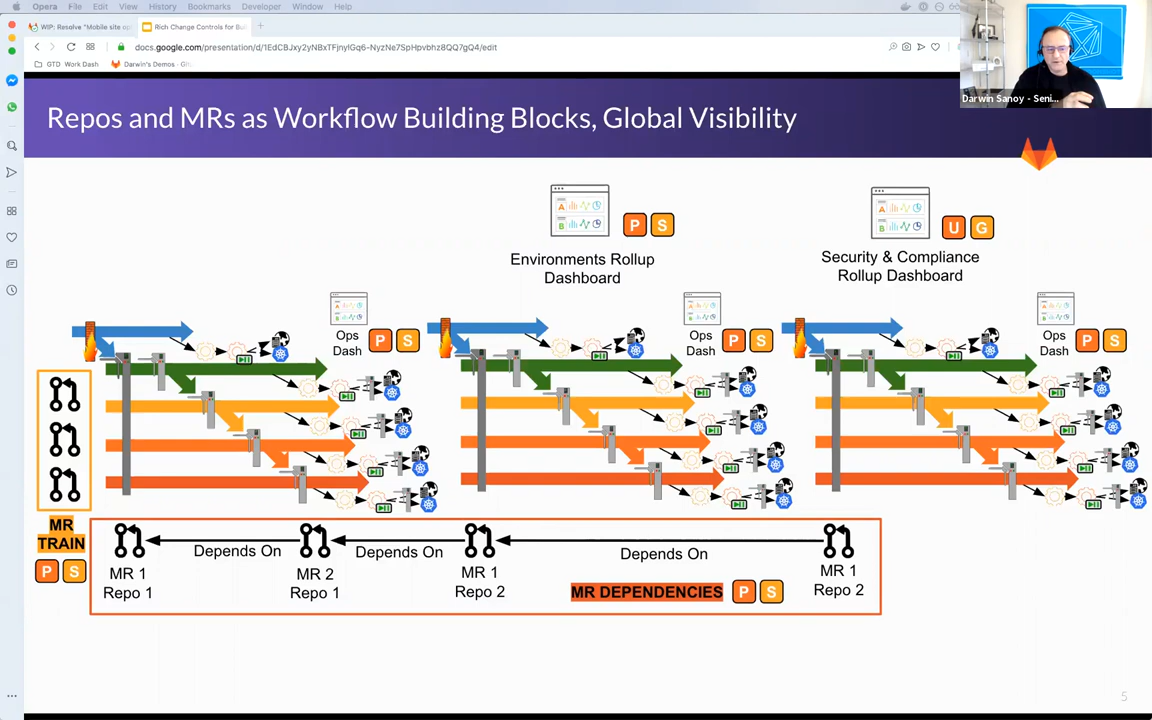 Opera File Edit View History Bookmarks Developer Window Help
WIP: Resolve "Mobile site op
Rich Change Controls for Bui
docs.google.com/presentation/d/1EdCBJxy2yNBxTFjnylGq6-NyzNe7SpHpvbhz8QQ7gQ4/edit
GTD Work Dash
Darwin's Demos · Git
Darwin Sanoy - Seni...
Repos and MRs as Workflow Building Blocks, Global Visibility
A
B
P S
Environments Rollup
Dashboard
A
B
U G
Security & Compliance
Rollup Dashboard
Ops
Dash
P S
Ops
Dash
P S
Ops
Dash
P S
MR
TRAIN
P S
Depends On
Depends On
Depends On
MR 1
Repo 1
MR 2
Repo 1
MR 1
Repo 2
MR 1
Repo 2
MR DEPENDENCIES
P S
5